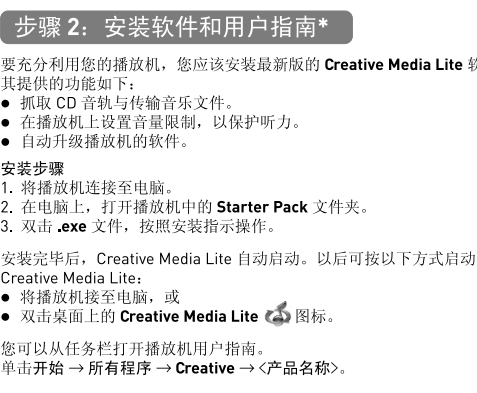 步骤 2：安装软件和用户指南*
要充分利用您的播放机，您应该安装最新版的 Creative Media Lite 软
其提供的功能如下：
● 抓取 CD 音轨与传输音乐文件。
● 在播放机上设置音量限制，以保护听力。
● 自动升级播放机的软件。
安装步骤
1. 将播放机连接至电脑。
2. 在电脑上，打开播放机中的 Starter Pack 文件夹。
3. 双击 .exe 文件，按照安装指示操作。
安装完毕后，Creative Media Lite 自动启动。以后可按以下方式启动
Creative Media Lite：
● 将播放机接至电脑，或
● 双击桌面上的 Creative Media Lite 图标。
您可以从任务栏打开播放机用户指南。
单击开始 → 所有程序 → Creative → <产品名称>。